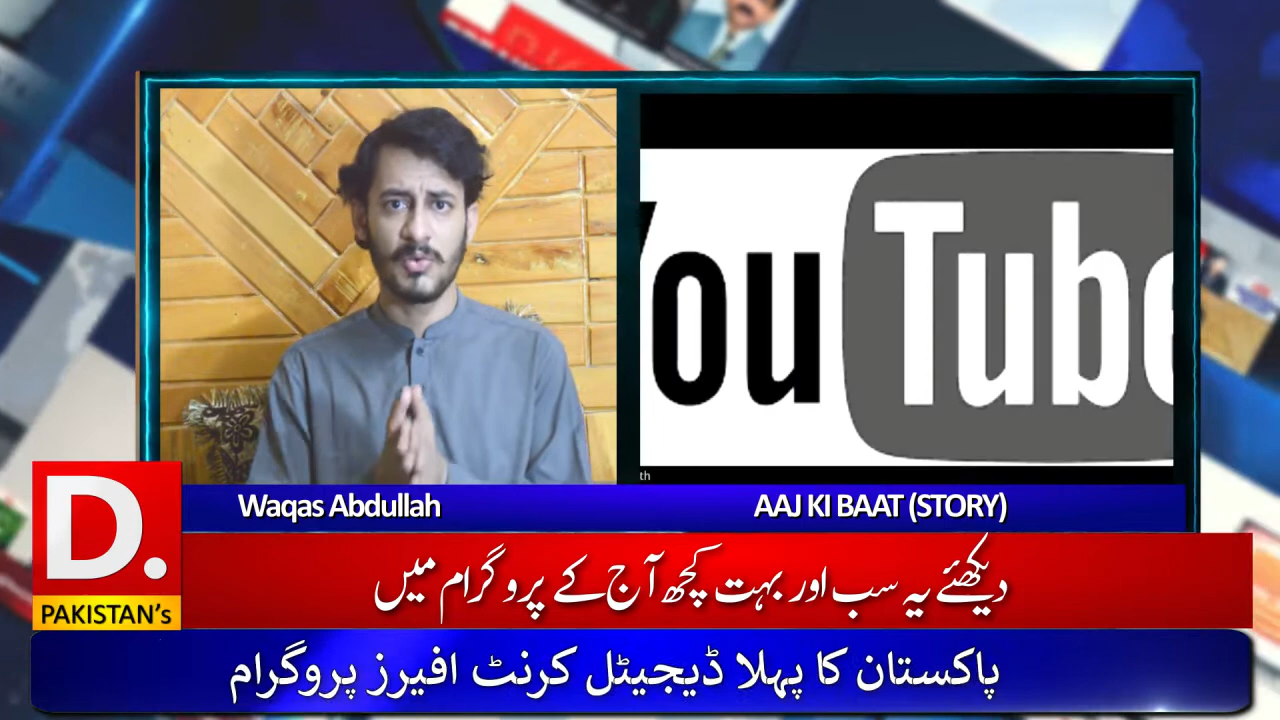 YouTube
th
Waqas Abdullah
AAJ KI BAAT (STORY)
D.
PAKISTAN's
دیکھئے یہ سب اور بہت کچھ آج کے پروگرام میں
پاکستان کا پہلا ڈیجیٹل کرنٹ افیرز پروگرام